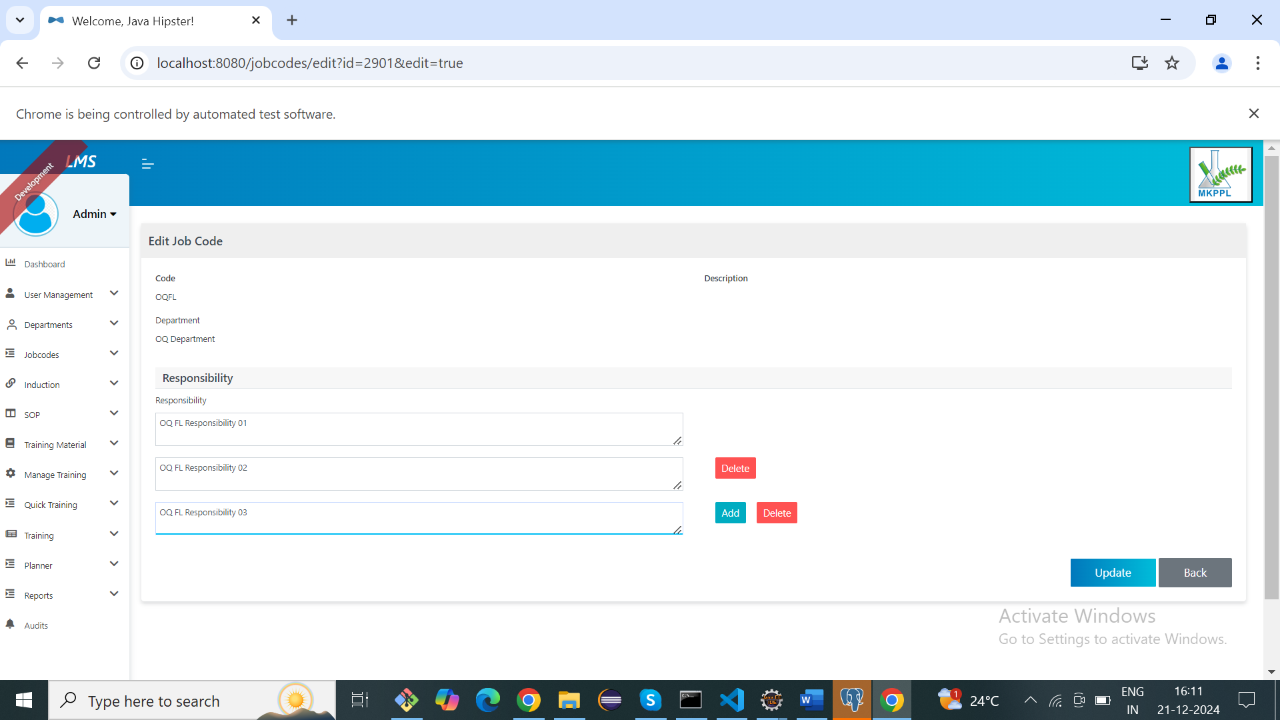 Welcome, Java Hipster!
localhost:8080/jobcodes/edit?id=2901&edit=true
Chrome is being controlled by automated test software.
Development
LMS
MKPPL
Admin
Dashboard
User Management
Departments
Jobcodes
Induction
SOP
Training Material
Manage Training
Quick Training
Training
Planner
Reports
Audits
Edit Job Code
Code
Description
OQFL
Department
OQ Department
Responsibility
Responsibility
OQ FL Responsibility 01
OQ FL Responsibility 02
Delete
OQ FL Responsibility 03
Add
Delete
Update
Back
Activate Windows
Go to Settings to activate Windows.
Type here to search
1
24°C
ENG
IN
16:11
21-12-2024